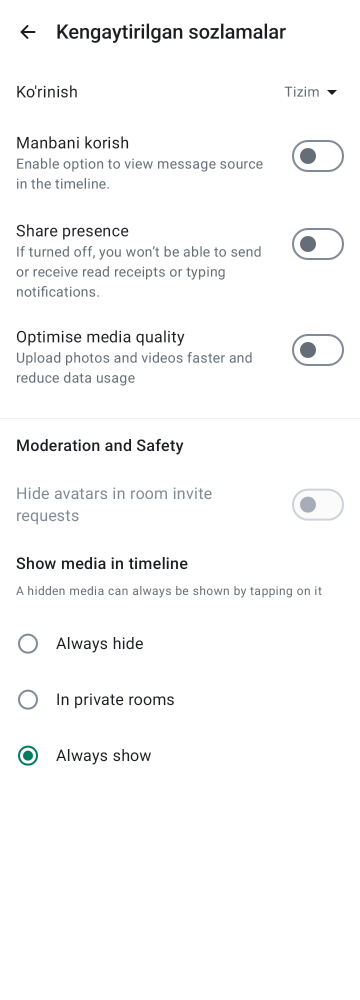 Kengaytirilgan sozlamalar
Ko'rinish
Tizim
Manbani korish
Enable option to view message source
in the timeline.
Share presence
If turned off, you won’t be able to send
or receive read receipts or typing
notifications.
Optimise media quality
Upload photos and videos faster and
reduce data usage
Moderation and Safety
Hide avatars in room invite
requests
Show media in timeline
A hidden media can always be shown by tapping on it
Always hide
In private rooms
Always show